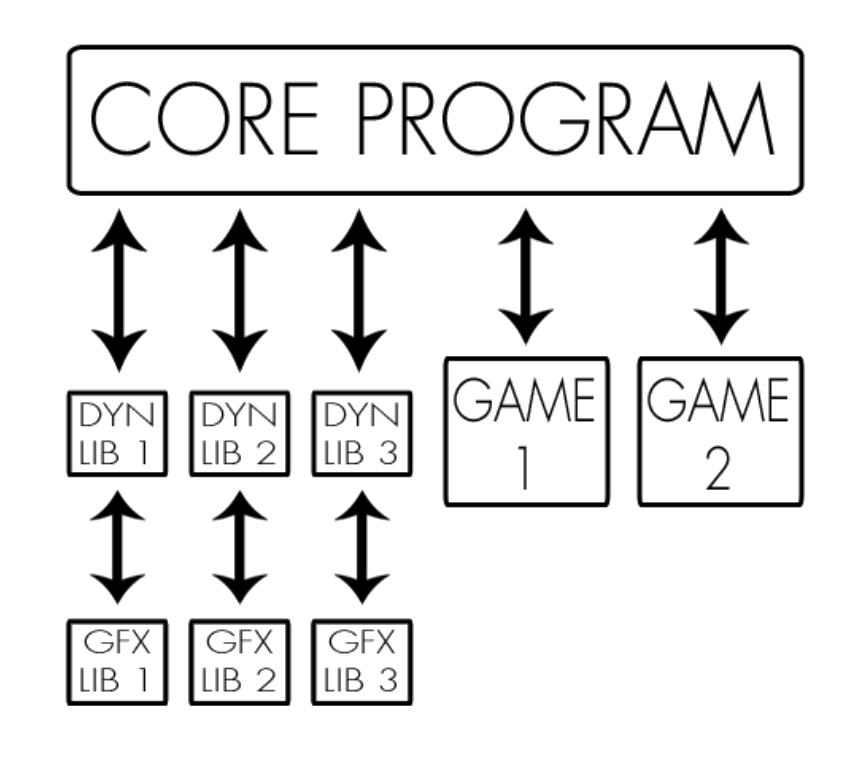 CORE PROGRAM
DYN
LIB 1
DYN
LIB 2
DYN
LIB 3
GAME
1
GAME
2
GFX
LIB 1
GFX
LIB 2
GFX
LIB 3